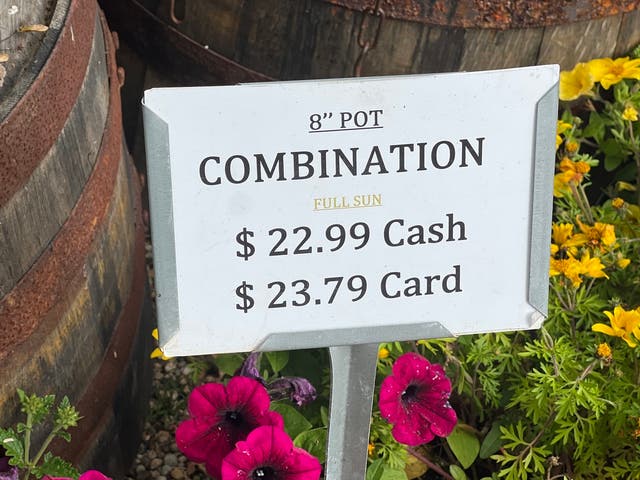 8” POT
COMBINATION
FULL SUN
$ 22.99 Cash
$ 23.79 Card